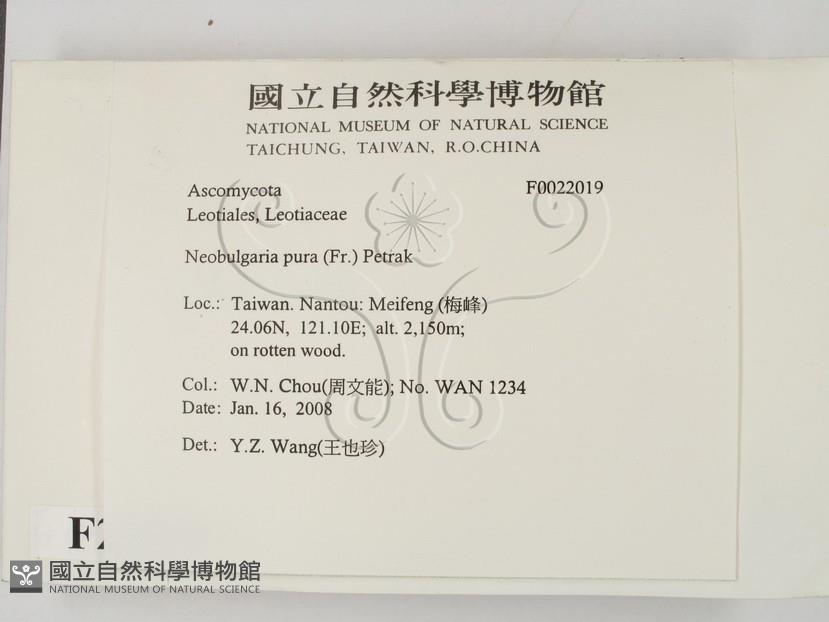 國立自然科學博物館
NATIONAL MUSEUM OF NATURAL SCIENCE
TAICHUNG, TAIWAN, R.O.CHINA
Ascomycota F0022019
Leotiales, Leotiaceae
Neobulgaria pura (Fr.) Petrak
Loc.: Taiwan. Nantou: Meifeng (梅峰)
24.06N, 121.10E; alt. 2,150m;
on rotten wood.
Col.: W.N. Chou(周文能); No. WAN 1234
Date: Jan. 16, 2008
Det.: Y.Z. Wang(王也珍)
國立自然科學博物館
NATIONAL MUSEUM OF NATURAL SCIENCE